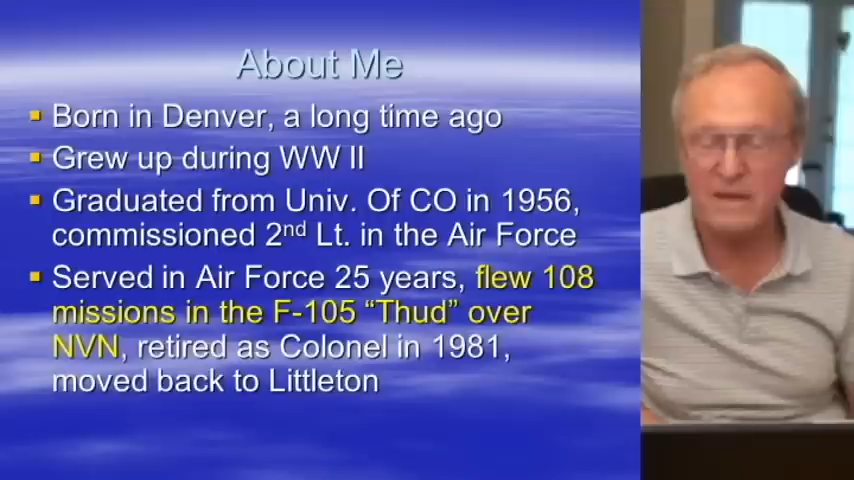 About Me
Born in Denver, a long time ago
Grew up during WW II
Graduated from Univ. Of CO in 1956,
commissioned 2nd Lt. in the Air Force
Served in Air Force 25 years, flew 108
missions in the F-105 “Thud” over
NVN, retired as Colonel in 1981,
moved back to Littleton